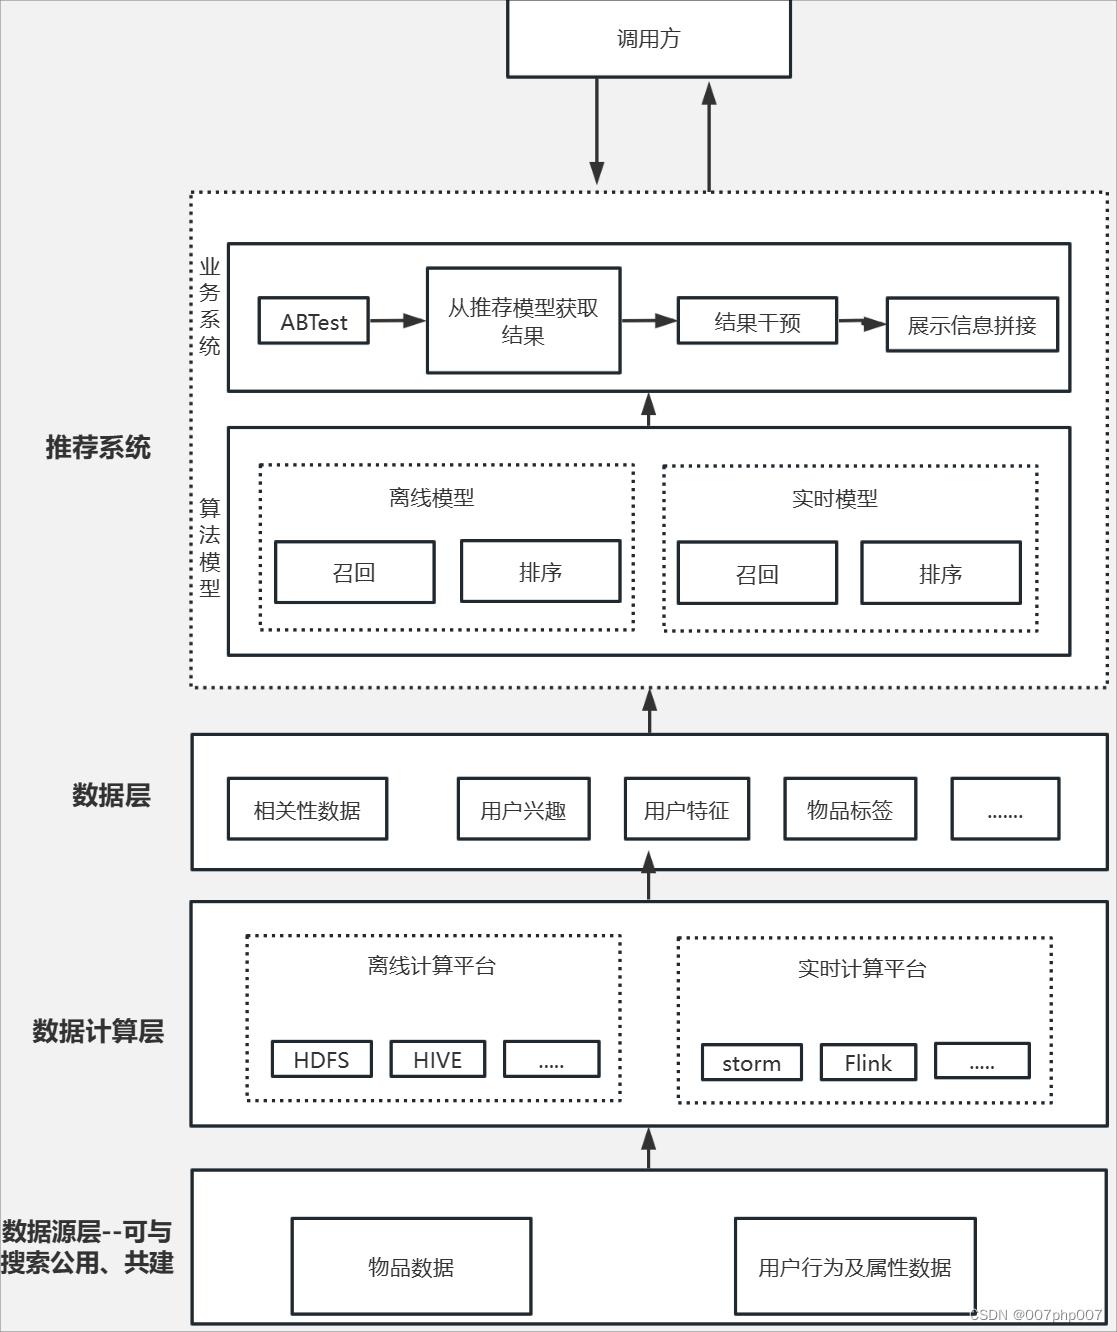 调用方
业务系统
ABTest
从推荐模型获取
结果
结果干预
展示信息拼接
推荐系统
算法模型
离线模型
召回
排序
实时模型
召回
排序
数据层
相关性数据
用户兴趣
用户特征
物品标签
.......
数据计算层
离线计算平台
HDFS
HIVE
.....
实时计算平台
storm
Flink
.....
数据源层--可与
搜索公用、共建
物品数据
用户行为及属性数据
CSDN @007php007